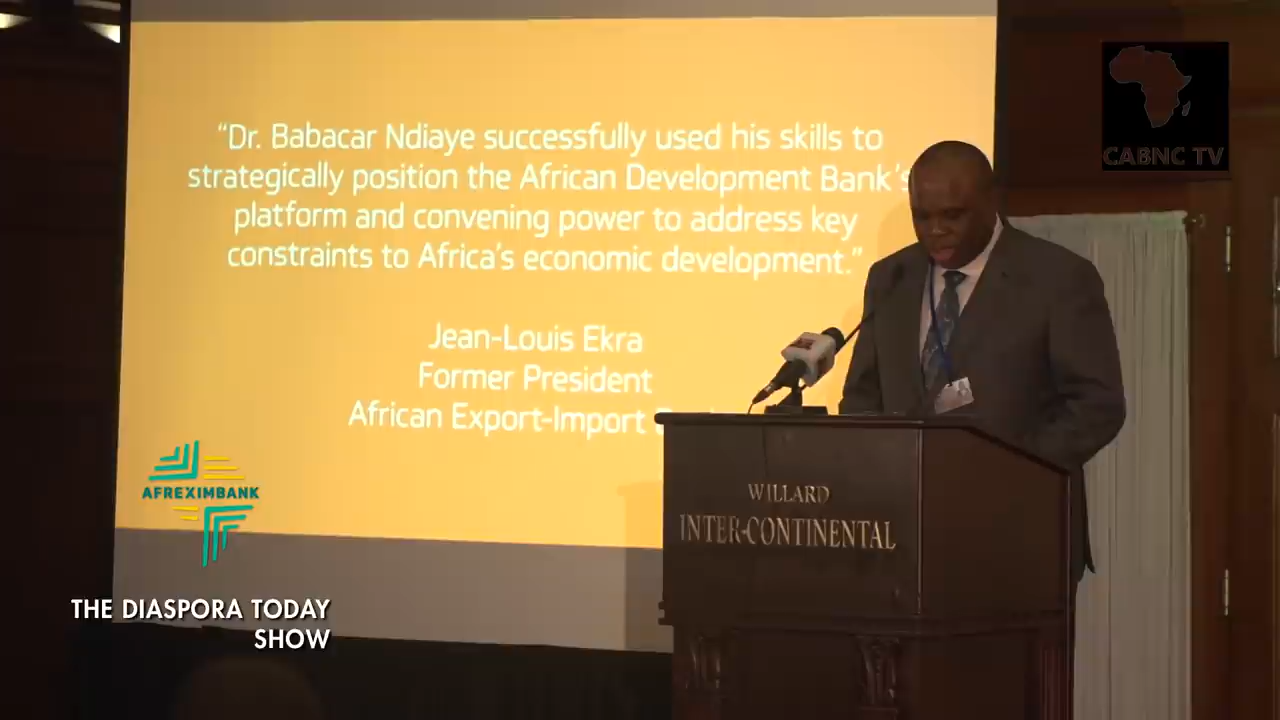 CABNC TV
“Dr. Babacar Ndiaye successfully used his skills to
strategically position the African Development Bank’s
platform and convening power to address key
constraints to Africa’s economic development.”
Jean-Louis Ekra
Former President
African Export-Import
AFREXIMBANK
WILLARD
INTER-CONTINENTAL
THE DIASPORA TODAY
SHOW